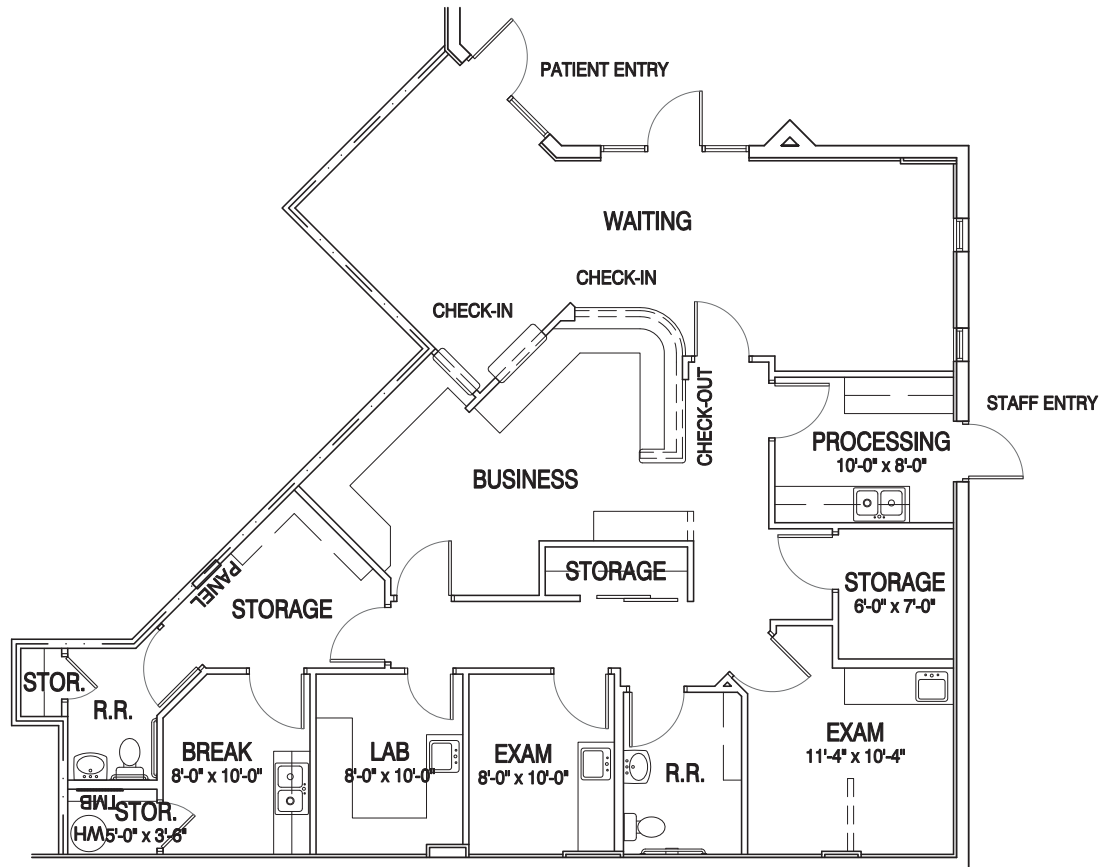 PATIENT ENTRY
WAITING
CHECK-IN
CHECK-IN
CHECK-OUT
STAFF ENTRY
PROCESSING
10'-0" x 8'-0"
BUSINESS
STORAGE
STORAGE
6'-0" x 7'-0"
PANEL
STORAGE
STOR.
R.R.
BREAK
8'-0" x 10'-0"
LAB
8'-0" x 10'-0"
EXAM
8'-0" x 10'-0"
R.R.
EXAM
11'-4" x 10'-4"
TMB
STOR.
WH
5'-0" x 3'-6"